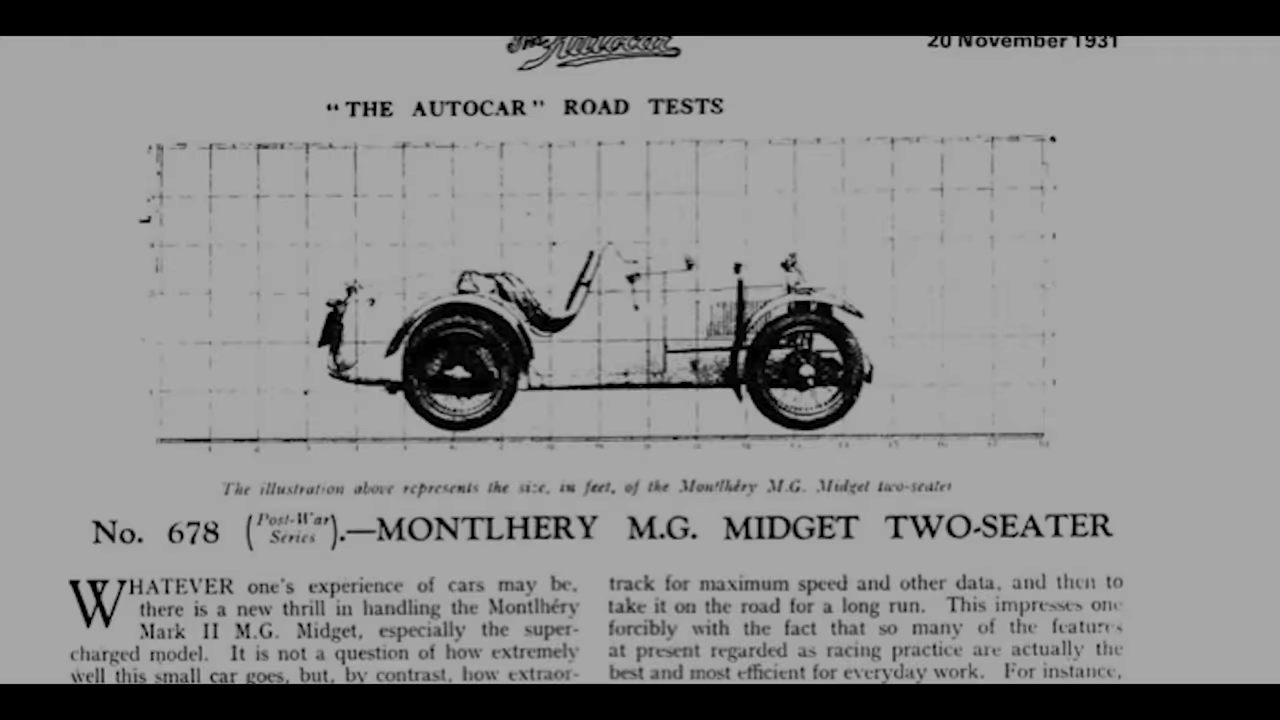 The Autocar
20 November 1931
"THE AUTOCAR" ROAD TESTS
The illustration above represents the size, in feet, of the Montlhéry M.G. Midget two-seater
No. 678 (Post-War Series).—MONTLHERY M.G. MIDGET TWO-SEATER
WHATEVER one's experience of cars may be,
there is a new thrill in handling the Montlhéry
Mark II M.G. Midget, especially the super-
charged model. It is not a question of how extremely
well this small car goes, but, by contrast, how extraor-
track for maximum speed and other data, and then to
take it on the road for a long run. This impresses one
forcibly with the fact that so many of the features
at present regarded as racing practice are actually the
best and most efficient for everyday work. For instance,